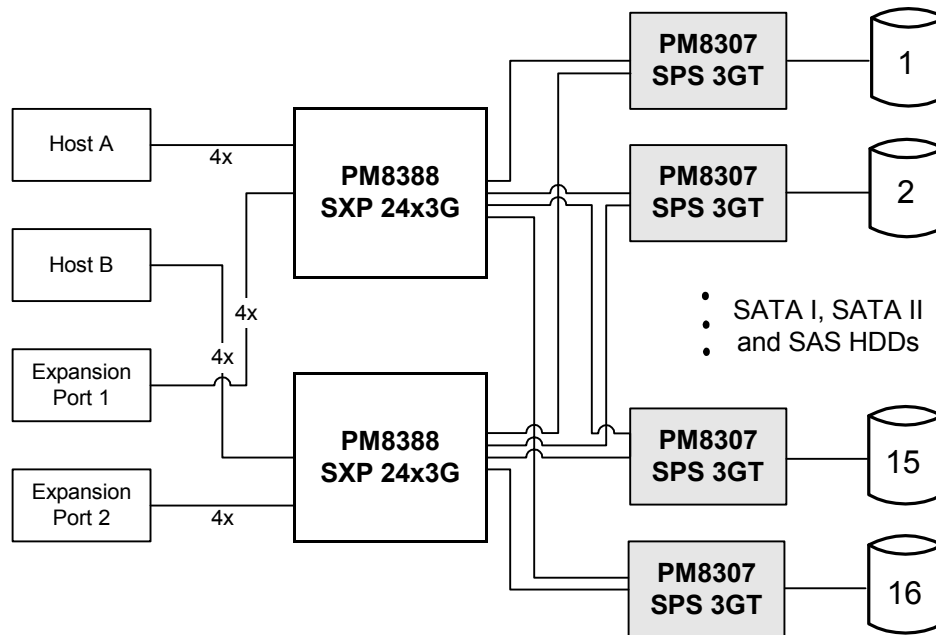 Host A
4x
Host B
4x
4x
Expansion
Port 1
Expansion
Port 2
4x
PM8388
SXP 24x3G
PM8388
SXP 24x3G
PM8307
SPS 3GT
1
PM8307
SPS 3GT
2
SATA I, SATA II
and SAS HDDs
PM8307
SPS 3GT
15
PM8307
SPS 3GT
16